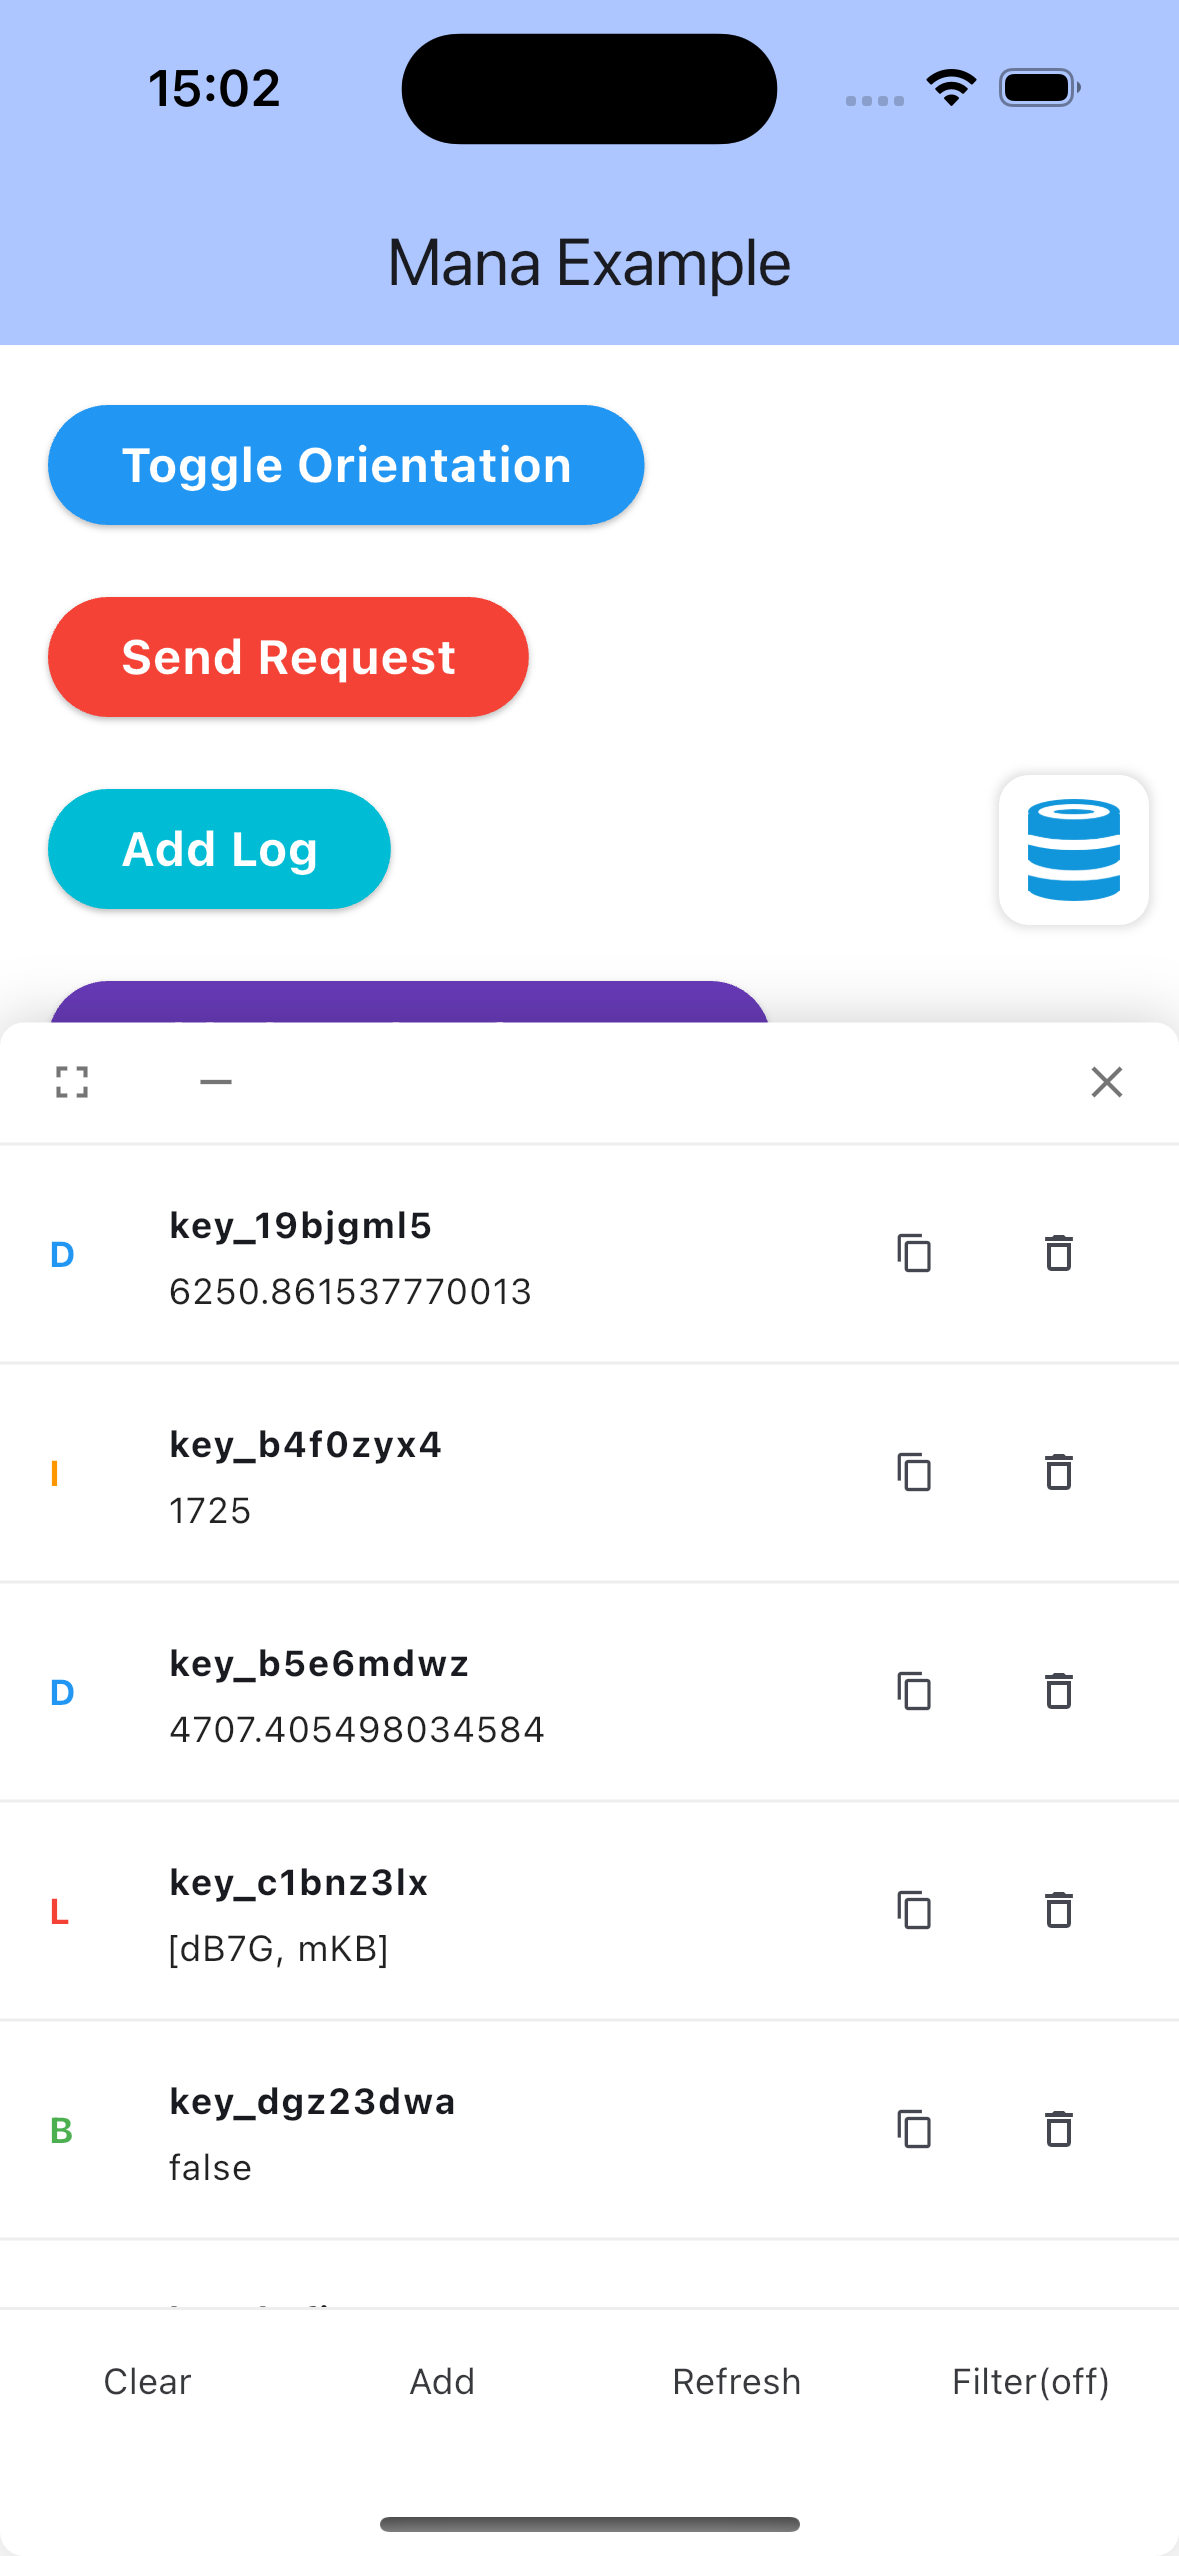 15:02
Mana Example
Toggle Orientation
Send Request
Add Log
D
key_19bjgml5
6250.861537770013
I
key_b4f0zyx4
1725
D
key_b5e6mdwz
4707.405498034584
L
key_c1bnz3lx
[dB7G, mKB]
B
key_dgz23dwa
false
Clear Add Refresh Filter(off)